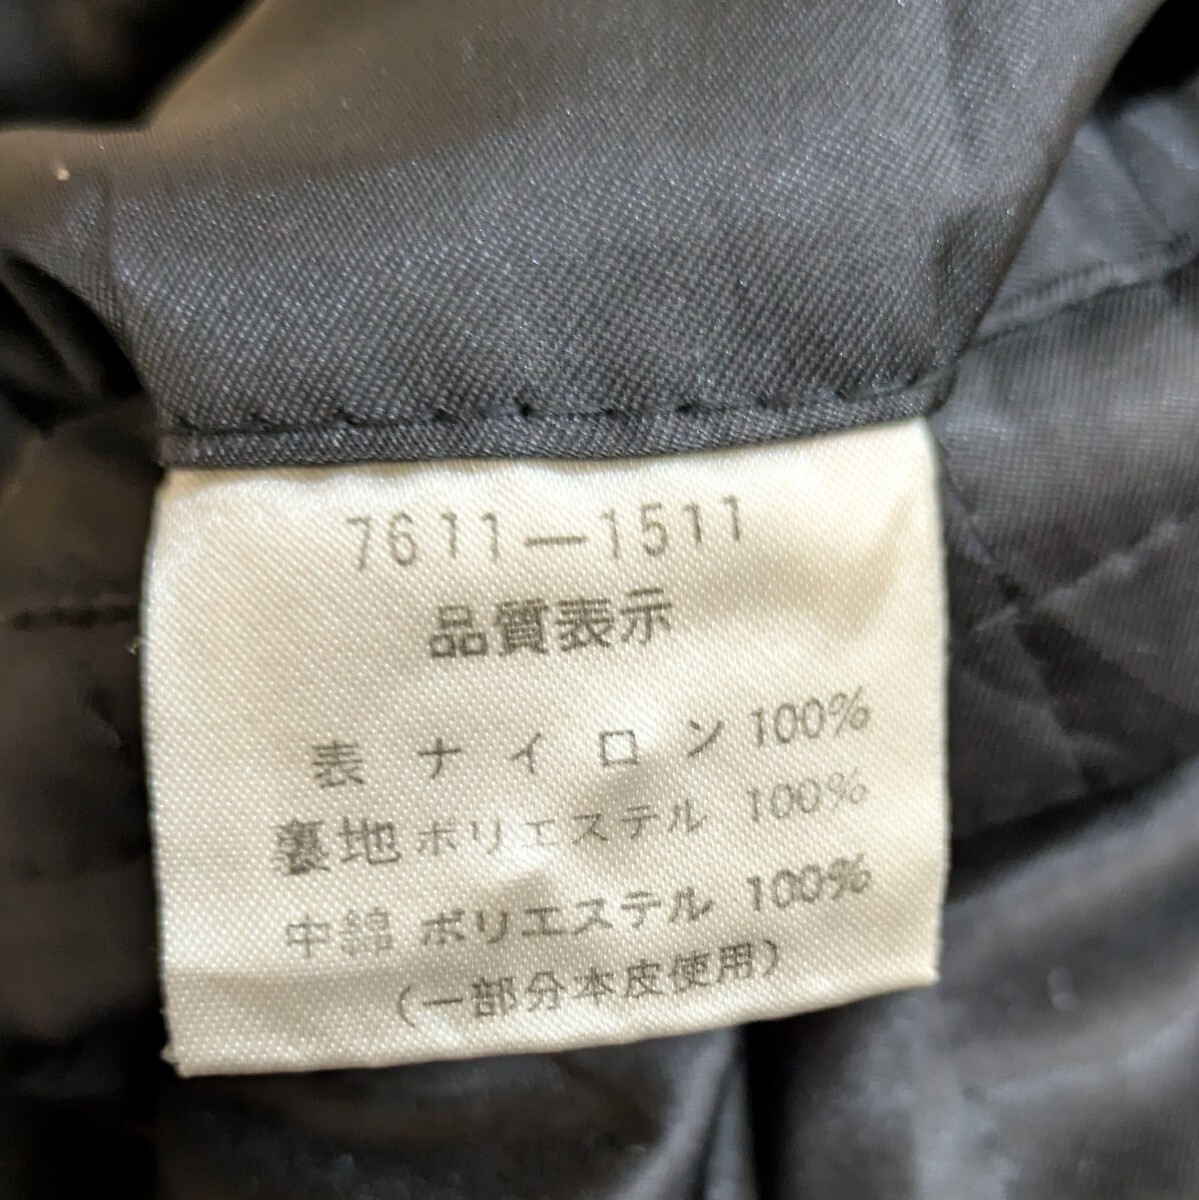 7611—1511
品質表示
表 ナイロン 100%
裏地 ポリエステル 100%
中綿 ポリエステル 100%
(一部分本皮使用)